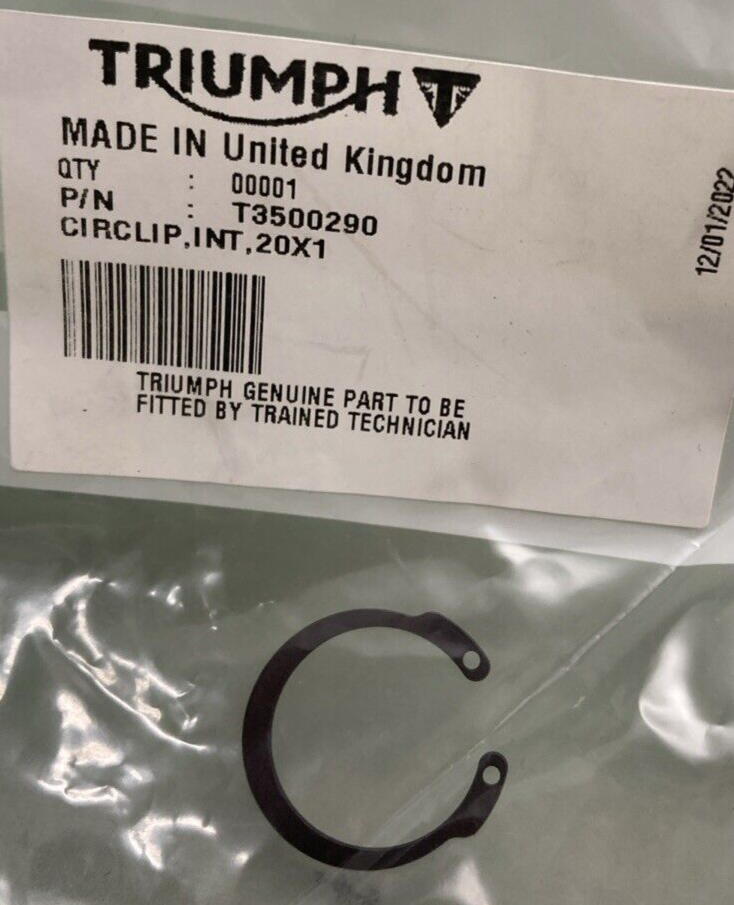 TRIUMPH
MADE IN United Kingdom
QTY : 00001
P/N : T3500290
CIRCLIP,INT,20X1
TRIUMPH GENUINE PART TO BE
FITTED BY TRAINED TECHNICIAN
12/01/2022